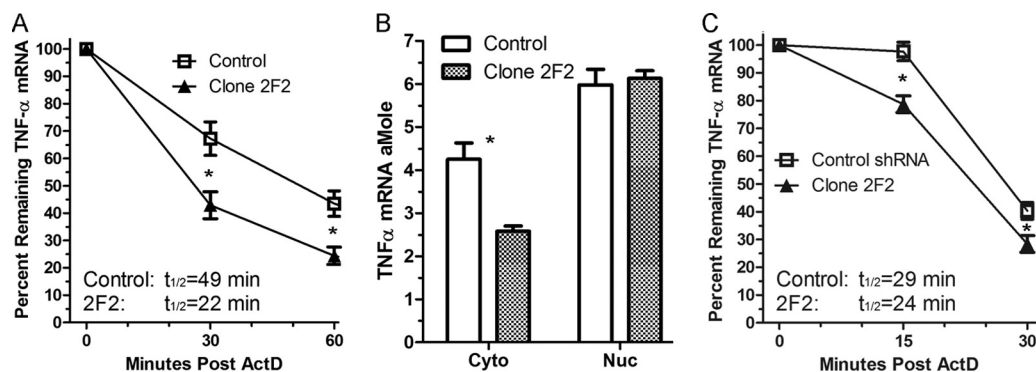 A
Percent Remaining TNF-α mRNA
100
90
80
70
60
50
40
30
20
10
0
Control
Clone 2F2
*
*
Control: t1/2=49 min
2F2: t1/2=22 min
0
30
60
Minutes Post ActD
B
TNFα mRNA aMole
7
6
5
4
3
2
1
0
Control
Clone 2F2
*
Cyto
Nuc
C
Percent Remaining TNF-α mRNA
100
90
80
70
60
50
40
30
20
10
0
*
Control shRNA
Clone 2F2
*
Control: t1/2=29 min
2F2: t1/2=24 min
0
15
30
Minutes Post ActD